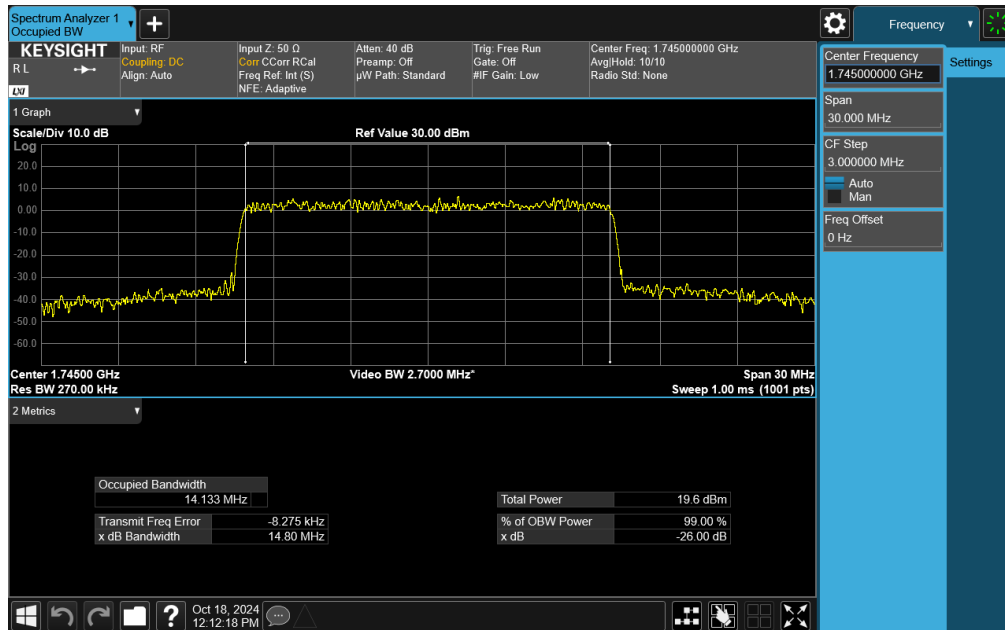 Spectrum Analyzer 1
Occupied BW
+
Frequency
KEYSIGHT
R L
LXI
Input: RF
Coupling: DC
Align: Auto
Input Z: 50 Ω
Corr CCorr RCal
Freq Ref: Int (S)
NFE: Adaptive
Atten: 40 dB
Preamp: Off
µW Path: Standard
Trig: Free Run
Gate: Off
#IF Gain: Low
Center Freq: 1.745000000 GHz
Avg|Hold: 10/10
Radio Std: None
Center Frequency
1.745000000 GHz
Settings
Span
30.000 MHz
CF Step
3.000000 MHz
Auto
Man
Freq Offset
0 Hz
1 Graph
Scale/Div 10.0 dB
Ref Value 30.00 dBm
Log
20.0
10.0
0.00
-10.0
-20.0
-30.0
-40.0
-50.0
-60.0
Center 1.74500 GHz
Video BW 2.7000 MHz*
Span 30 MHz
Res BW 270.00 kHz
Sweep 1.00 ms (1001 pts)
2 Metrics
Occupied Bandwidth
14.133 MHz
Transmit Freq Error -8.275 kHz
x dB Bandwidth 14.80 MHz
Total Power 19.6 dBm
% of OBW Power 99.00 %
x dB -26.00 dB
?
Oct 18, 2024
12:12:18 PM